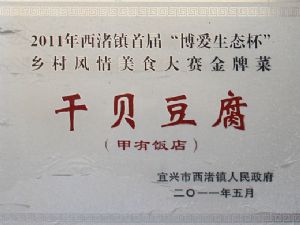 2011年西渚镇首届“博爱生态杯”
乡村风情美食大赛金牌菜
干贝豆腐
（甲有饭店）
宜兴市西渚镇人民政府
二〇一一年五月